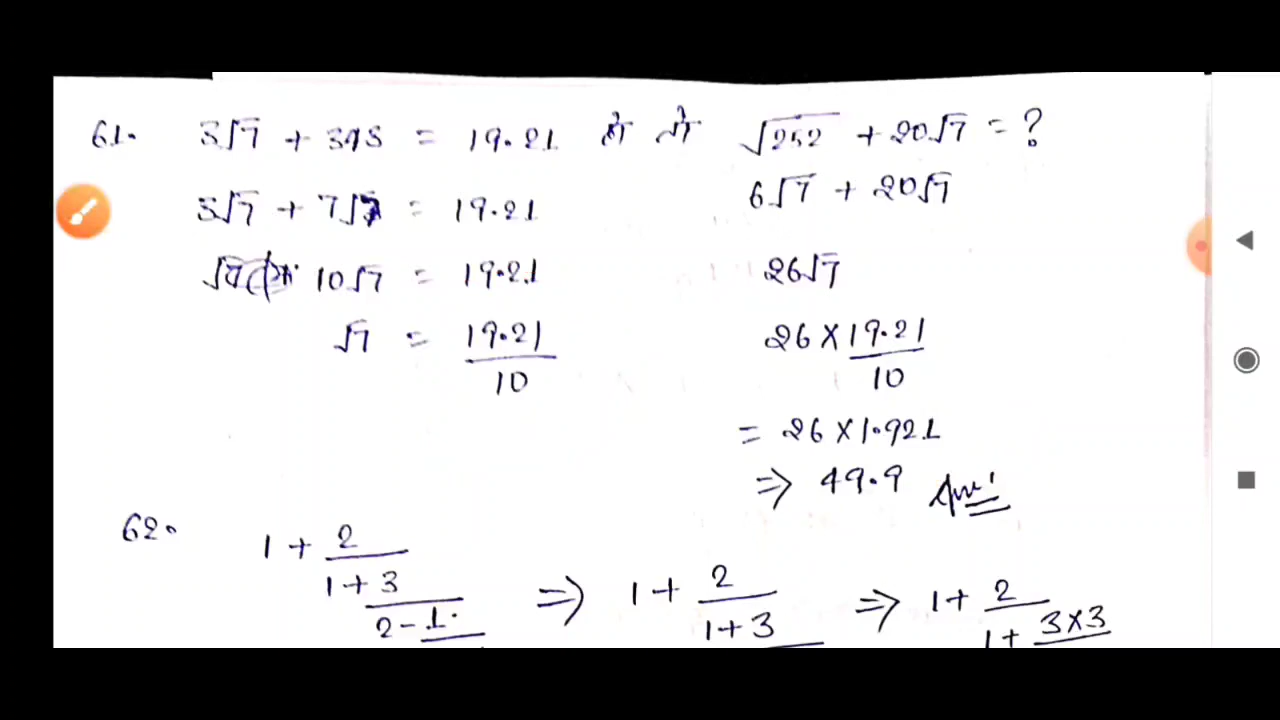 61. 3√7 + 343 = 19.21 हो तो √252 + 20√7 = ?
3√7 + 7√7 = 19.21 6√7 + 20√7
10√7 = 19.21 26√7
√7 = 19.21/10 26 × 19.21/10
= 26 × 1.921
⇒ 49.9 Ans.
62. 1 + 2/1 + 3/2 - 1 ⇒ 1 + 2/1 + 3 ⇒ 1 + 2/1 + 3×3